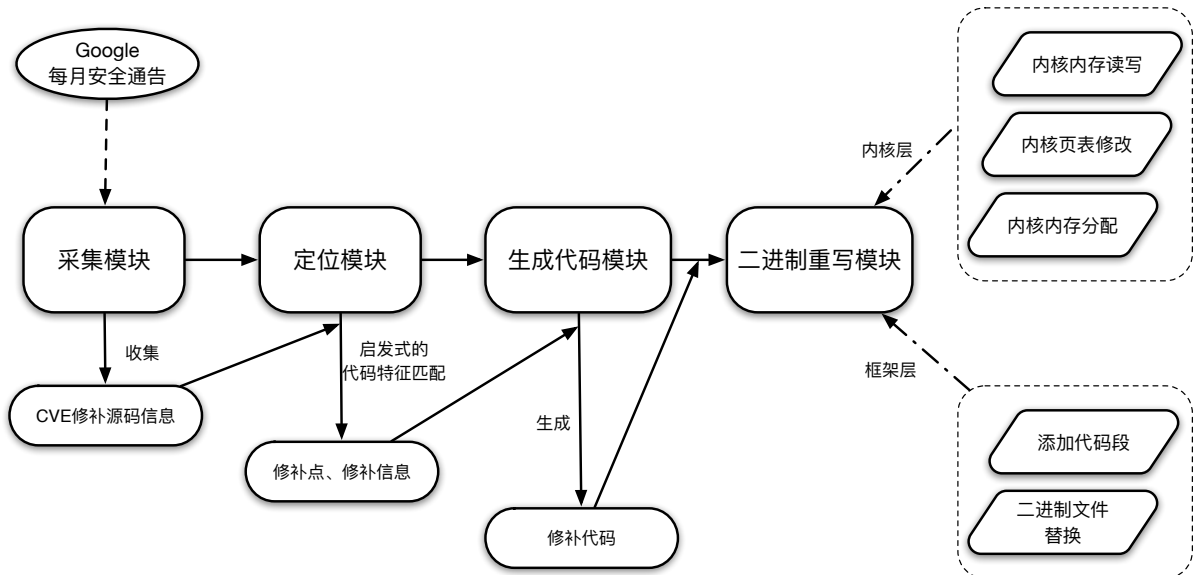 Google
每月安全通告
内核内存读写
内核页表修改
内核内存分配
内核层
采集模块
定位模块
生成代码模块
二进制重写模块
收集
启发式的
代码特征匹配
框架层
CVE修补源码信息
生成
修补点、修补信息
添加代码段
修补代码
二进制文件
替换